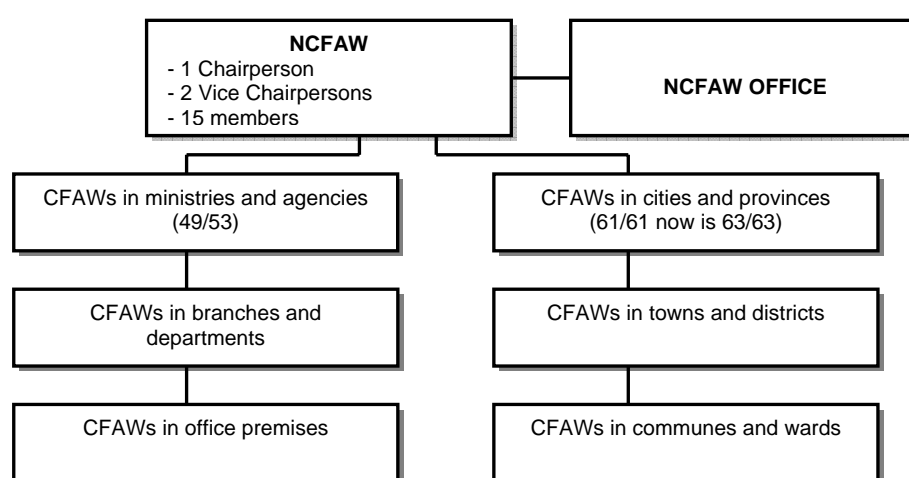 NCFAW
- 1 Chairperson
- 2 Vice Chairpersons
- 15 members
NCFAW OFFICE
CFAWs in ministries and agencies
(49/53)
CFAWs in cities and provinces
(61/61 now is 63/63)
CFAWs in branches and
departments
CFAWs in towns and districts
CFAWs in office premises
CFAWs in communes and wards